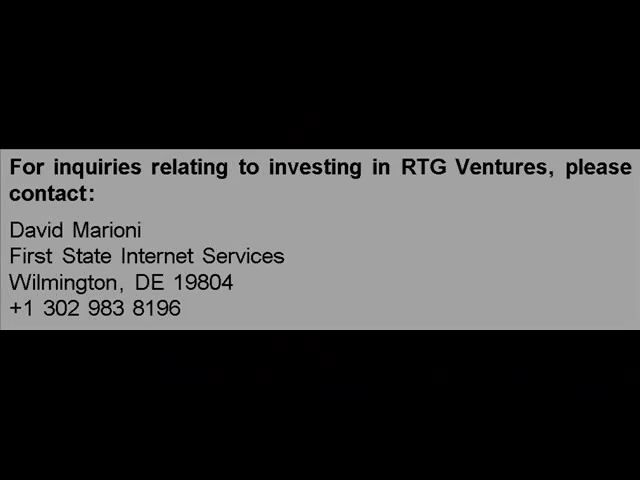 For inquiries relating to investing in RTG Ventures, please
contact:
David Marioni
First State Internet Services
Wilmington, DE 19804
+1 302 983 8196